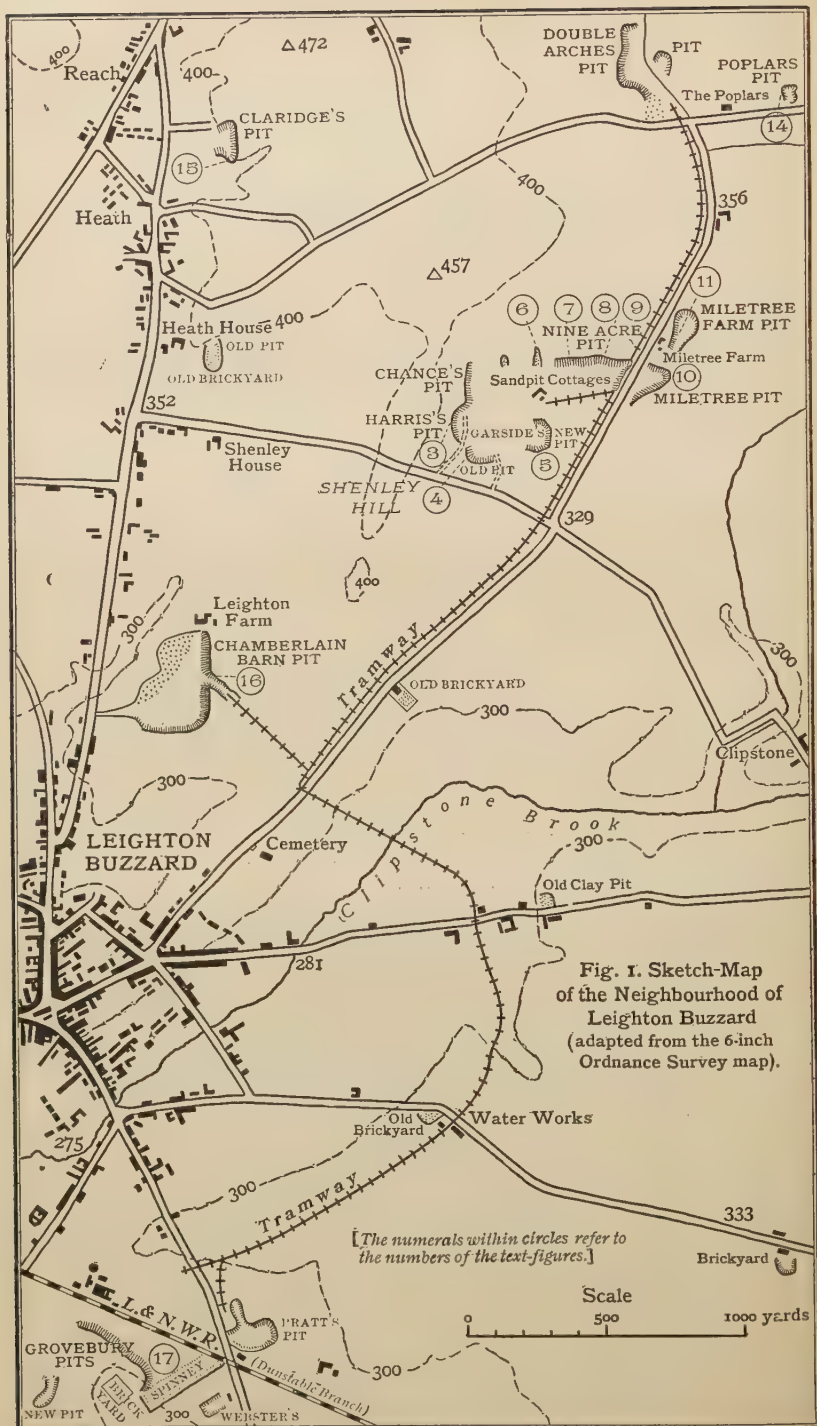 400
Reach
△472
400
DOUBLE
ARCHES
PIT
PIT
POPLARS
PIT
The Poplars
14
CLARIDGE'S
PIT
15
Heath
400
356
△457
11
6
7
8
9
NINE ACRE
PIT
MILETREE
FARM PIT
Heath House
400
OLD PIT
OLD BRICKYARD
CHANCE'S
PIT
Sandpit Cottages
Miletree Farm
10
MILETREE PIT
352
HARRIS'S
PIT
3
GARSIDE'S
NEW
PIT
5
Shenley
House
OLD PIT
4
SHENLEY
HILL
329
400
Leighton
Farm
300
CHAMBERLAIN
BARN PIT
16
Tramway
OLD BRICKYARD
300
300
Clipstone
300
LEIGHTON
BUZZARD
Cemetery
Clipstone Brook
300
Old Clay Pit
281
Fig. 1. Sketch-Map
of the Neighbourhood of
Leighton Buzzard
(adapted from the 6-inch
Ordnance Survey map).
Old
Brickyard
Water Works
275
300
Tramway
333
[The numerals within circles refer to
the numbers of the text-figures.]
Brickyard
Scale
0 500 1000 yards
L. & N. W. R.
(Dunstable Branch)
PRATT'S
PIT
GROVEBURY
PITS
17
SPINNEY
BRICK
YARD
300
300
NEW PIT
WEBSTER'S